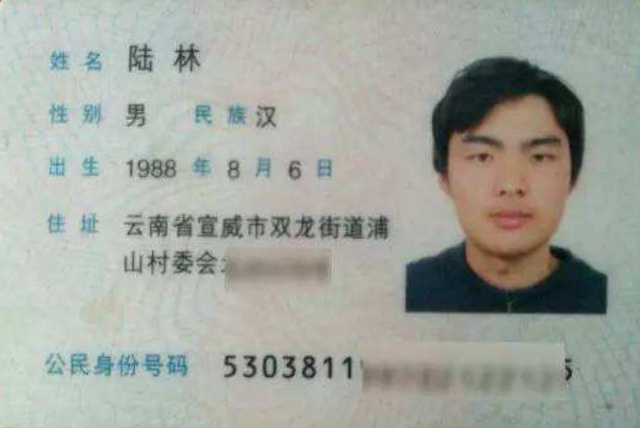 姓名 陆林
性别 男 民族 汉
出生 1988 年 8 月 6 日
住址 云南省宣威市双龙街道浦
山村委会
公民身份号码 5303811 5